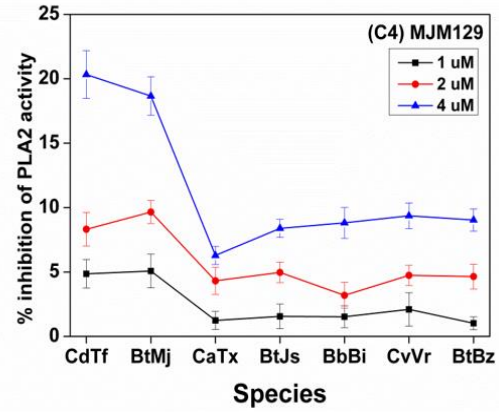 (C4) MJM129
1 uM
2 uM
4 uM
% inhibition of PLA2 activity
25
20
15
10
5
0
CdTf BtMj CaTx BtJs BbBi CvVr BtBz
Species